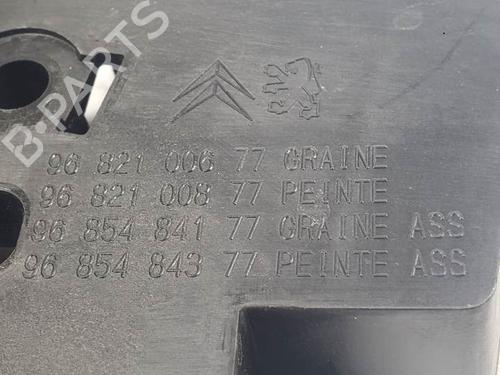 B-PARTS
96 821 006 77 GRAINE
96 821 008 77 PEINTE
96 854 841 77 GRAINE ASS
96 854 843 77 PEINTE ASS